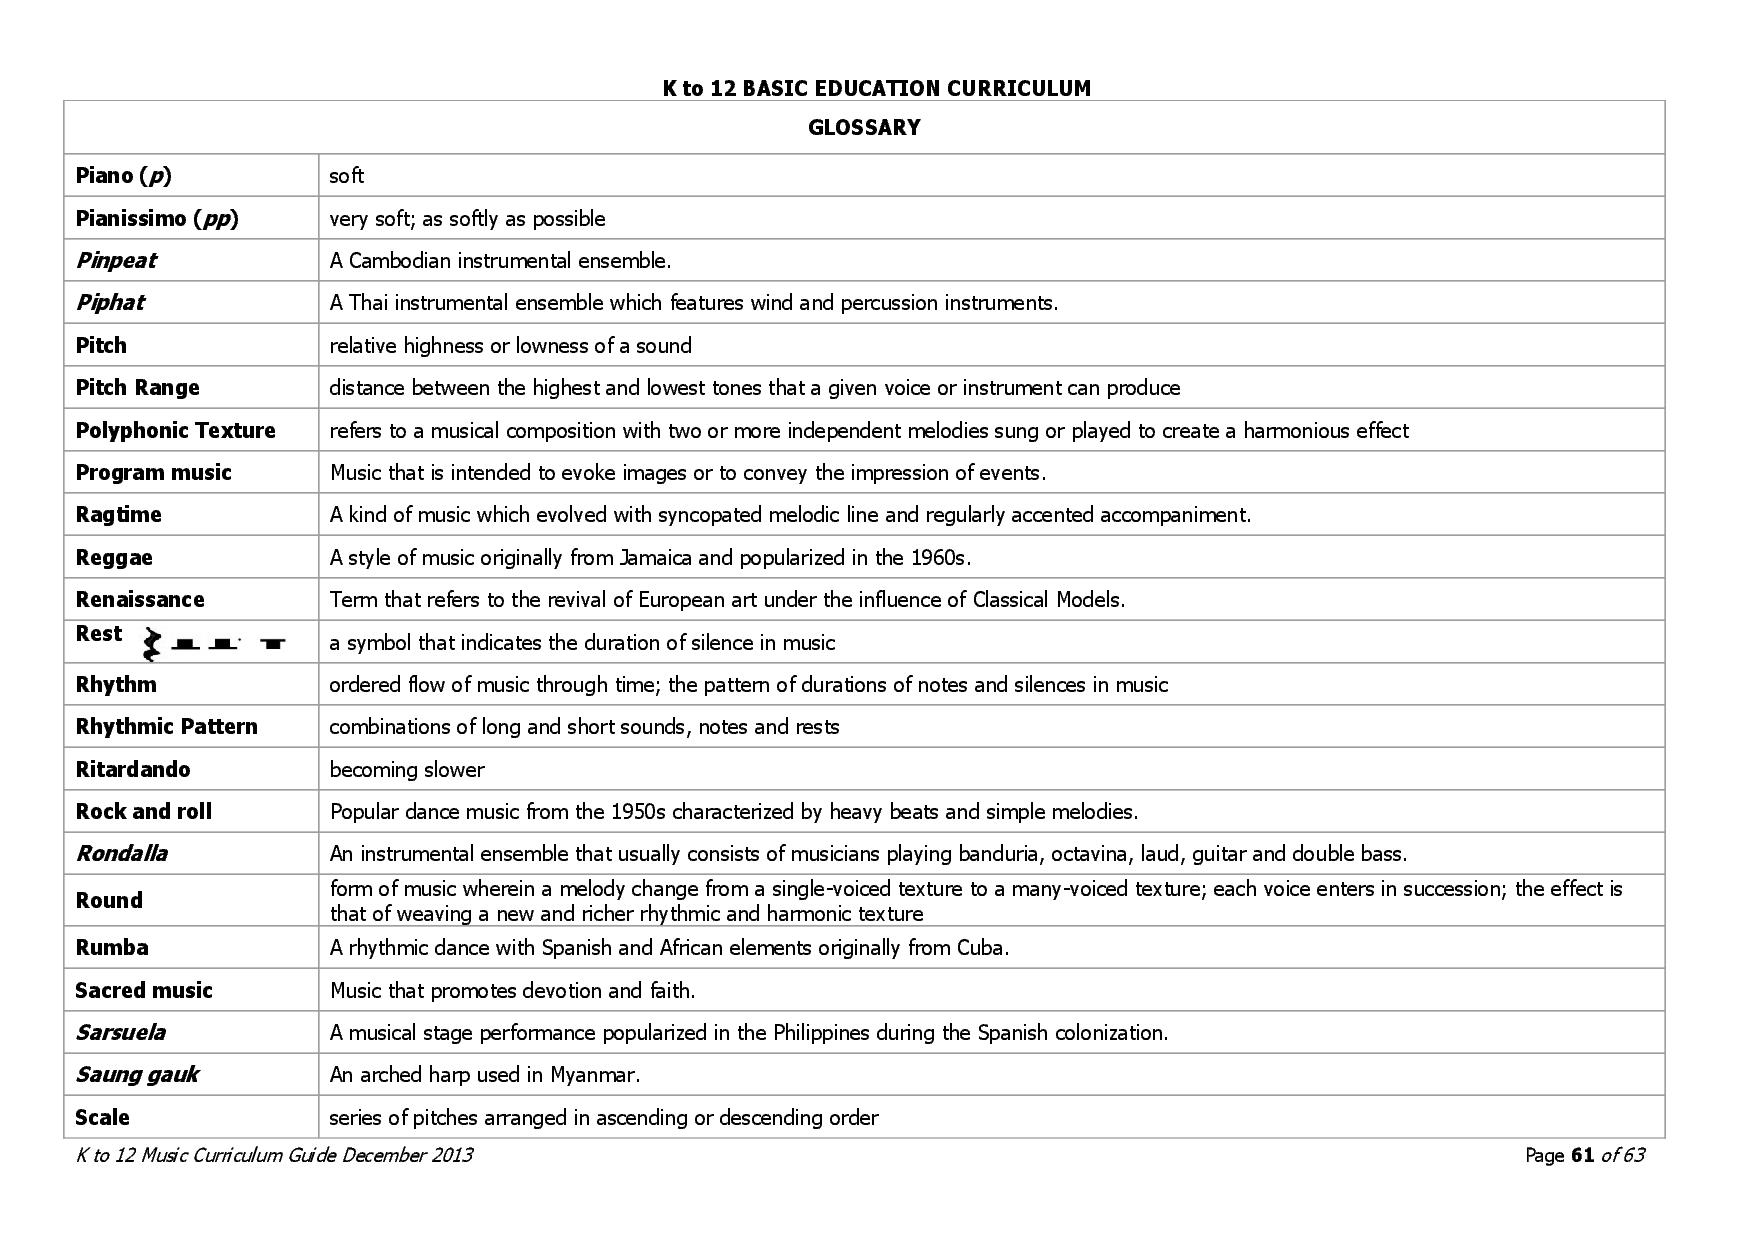 K to 12 BASIC EDUCATION CURRICULUM
GLOSSARY
Piano (p) soft
Pianissimo (pp) very soft; as softly as possible
Pinpeat A Cambodian instrumental ensemble.
Piphat A Thai instrumental ensemble which features wind and percussion instruments.
Pitch relative highness or lowness of a sound
Pitch Range distance between the highest and lowest tones that a given voice or instrument can produce
Polyphonic Texture refers to a musical composition with two or more independent melodies sung or played to create a harmonious effect
Program music Music that is intended to evoke images or to convey the impression of events.
Ragtime A kind of music which evolved with syncopated melodic line and regularly accented accompaniment.
Reggae A style of music originally from Jamaica and popularized in the 1960s.
Renaissance Term that refers to the revival of European art under the influence of Classical Models.
Rest a symbol that indicates the duration of silence in music
Rhythm ordered flow of music through time; the pattern of durations of notes and silences in music
Rhythmic Pattern combinations of long and short sounds, notes and rests
Ritardando becoming slower
Rock and roll Popular dance music from the 1950s characterized by heavy beats and simple melodies.
Rondalla An instrumental ensemble that usually consists of musicians playing banduria, octavina, laud, guitar and double bass.
Round form of music wherein a melody change from a single-voiced texture to a many-voiced texture; each voice enters in succession; the effect is
that of weaving a new and richer rhythmic and harmonic texture
Rumba A rhythmic dance with Spanish and African elements originally from Cuba.
Sacred music Music that promotes devotion and faith.
Sarsuela A musical stage performance popularized in the Philippines during the Spanish colonization.
Saung gauk An arched harp used in Myanmar.
Scale series of pitches arranged in ascending or descending order
K to 12 Music Curriculum Guide December 2013 Page 61 of 63